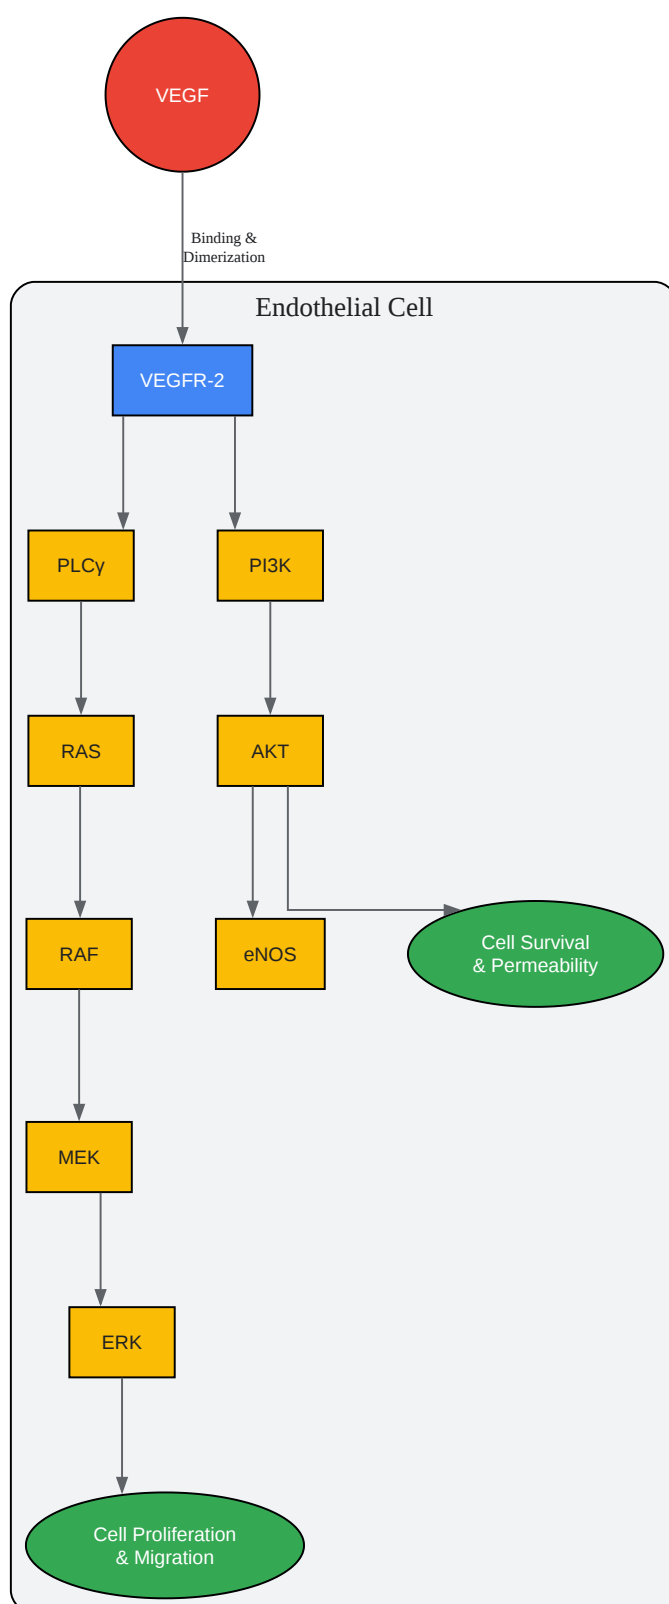 VEGF
Binding &
Dimerization
Endothelial Cell
VEGFR-2
PLCγ
PI3K
RAS
AKT
RAF
eNOS
Cell Survival
& Permeability
MEK
ERK
Cell Proliferation
& Migration